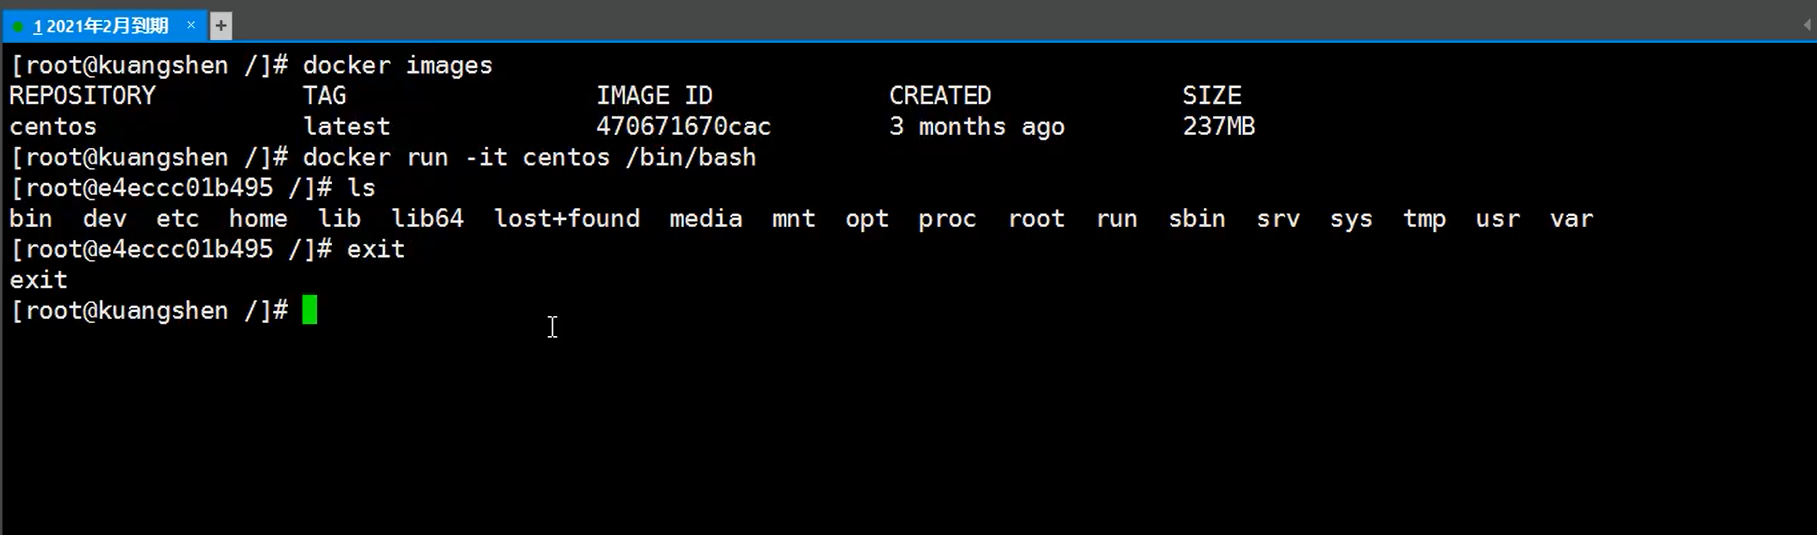 1 2021年2月到期 × +
[root@kuangshen /]# docker images
REPOSITORY TAG IMAGE ID CREATED SIZE
centos latest 470671670cac 3 months ago 237MB
[root@kuangshen /]# docker run -it centos /bin/bash
[root@e4eccc01b495 /]# ls
bin dev etc home lib lib64 lost+found media mnt opt proc root run sbin srv sys tmp usr var
[root@e4eccc01b495 /]# exit
exit
[root@kuangshen /]#